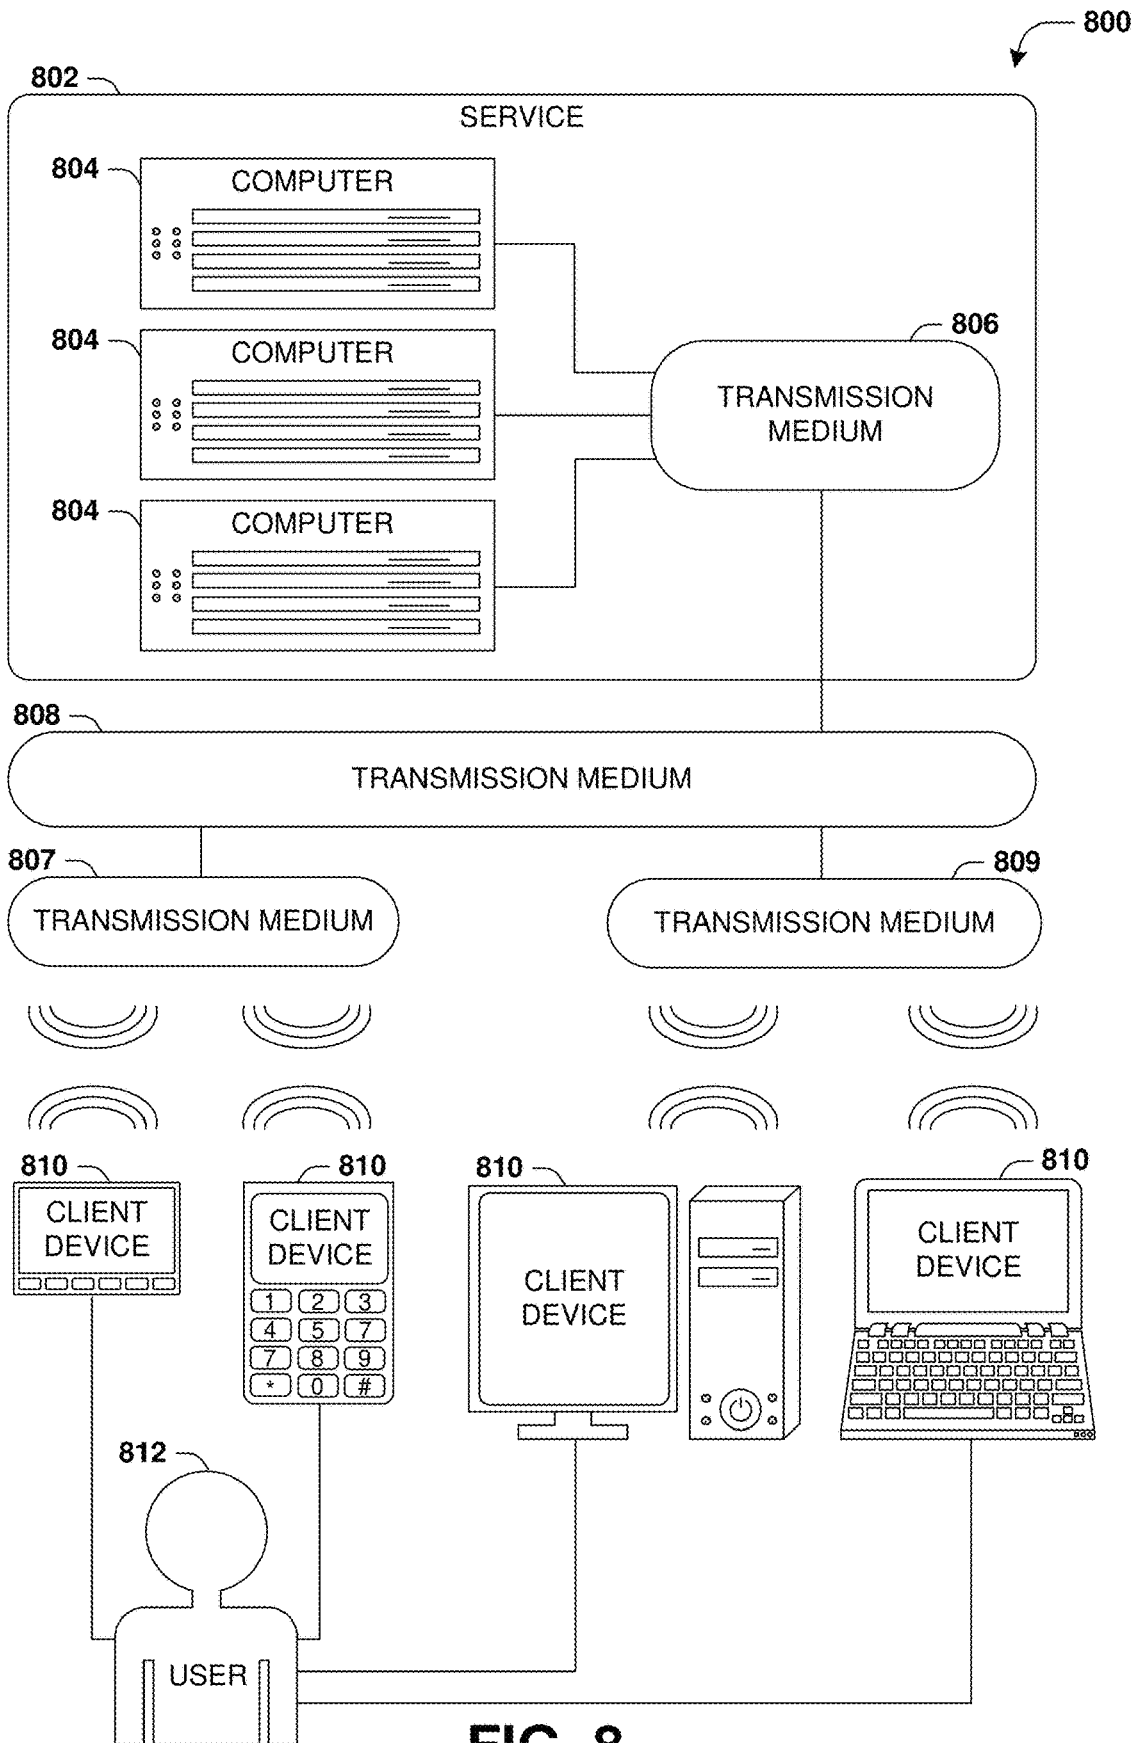 800
802
SERVICE
804
COMPUTER
806
804
COMPUTER
TRANSMISSION
MEDIUM
804
COMPUTER
808
TRANSMISSION MEDIUM
807
809
TRANSMISSION MEDIUM
TRANSMISSION MEDIUM
810
CLIENT
DEVICE
810
CLIENT
DEVICE
1 2 3
4 5 7
7 8 9
* 0 #
810
CLIENT
DEVICE
810
CLIENT
DEVICE
812
USER
FIG. 8